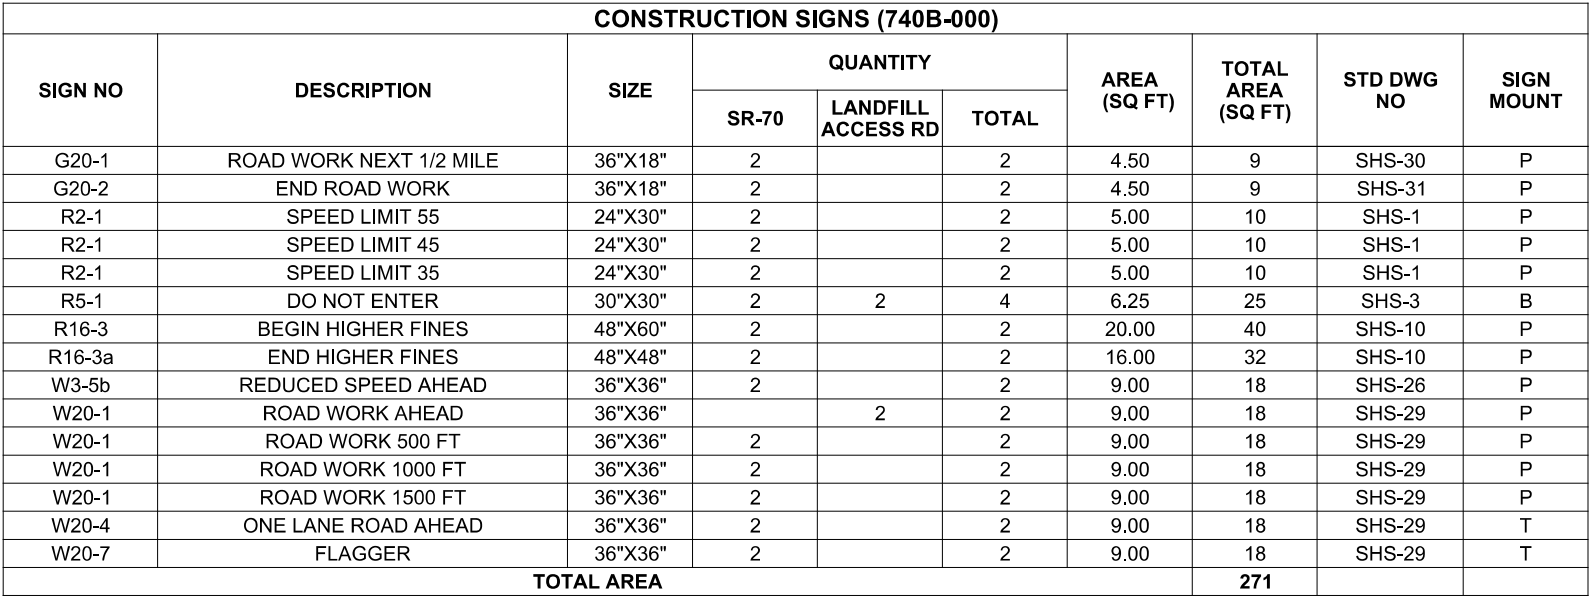 CONSTRUCTION SIGNS (740B-000)
SIGN NO DESCRIPTION SIZE QUANTITY AREA (SQ FT) TOTAL AREA (SQ FT) STD DWG NO SIGN MOUNT
SR-70 LANDFILL ACCESS RD TOTAL
G20-1 ROAD WORK NEXT 1/2 MILE 36"X18" 2 2 4.50 9 SHS-30 P
G20-2 END ROAD WORK 36"X18" 2 2 4.50 9 SHS-31 P
R2-1 SPEED LIMIT 55 24"X30" 2 2 5.00 10 SHS-1 P
R2-1 SPEED LIMIT 45 24"X30" 2 2 5.00 10 SHS-1 P
R2-1 SPEED LIMIT 35 24"X30" 2 2 5.00 10 SHS-1 P
R5-1 DO NOT ENTER 30"X30" 2 2 4 6.25 25 SHS-3 B
R16-3 BEGIN HIGHER FINES 48"X60" 2 2 20.00 40 SHS-10 P
R16-3a END HIGHER FINES 48"X48" 2 2 16.00 32 SHS-10 P
W3-5b REDUCED SPEED AHEAD 36"X36" 2 2 9.00 18 SHS-26 P
W20-1 ROAD WORK AHEAD 36"X36" 2 2 9.00 18 SHS-29 P
W20-1 ROAD WORK 500 FT 36"X36" 2 2 9.00 18 SHS-29 P
W20-1 ROAD WORK 1000 FT 36"X36" 2 2 9.00 18 SHS-29 P
W20-1 ROAD WORK 1500 FT 36"X36" 2 2 9.00 18 SHS-29 P
W20-4 ONE LANE ROAD AHEAD 36"X36" 2 2 9.00 18 SHS-29 T
W20-7 FLAGGER 36"X36" 2 2 9.00 18 SHS-29 T
TOTAL AREA 271